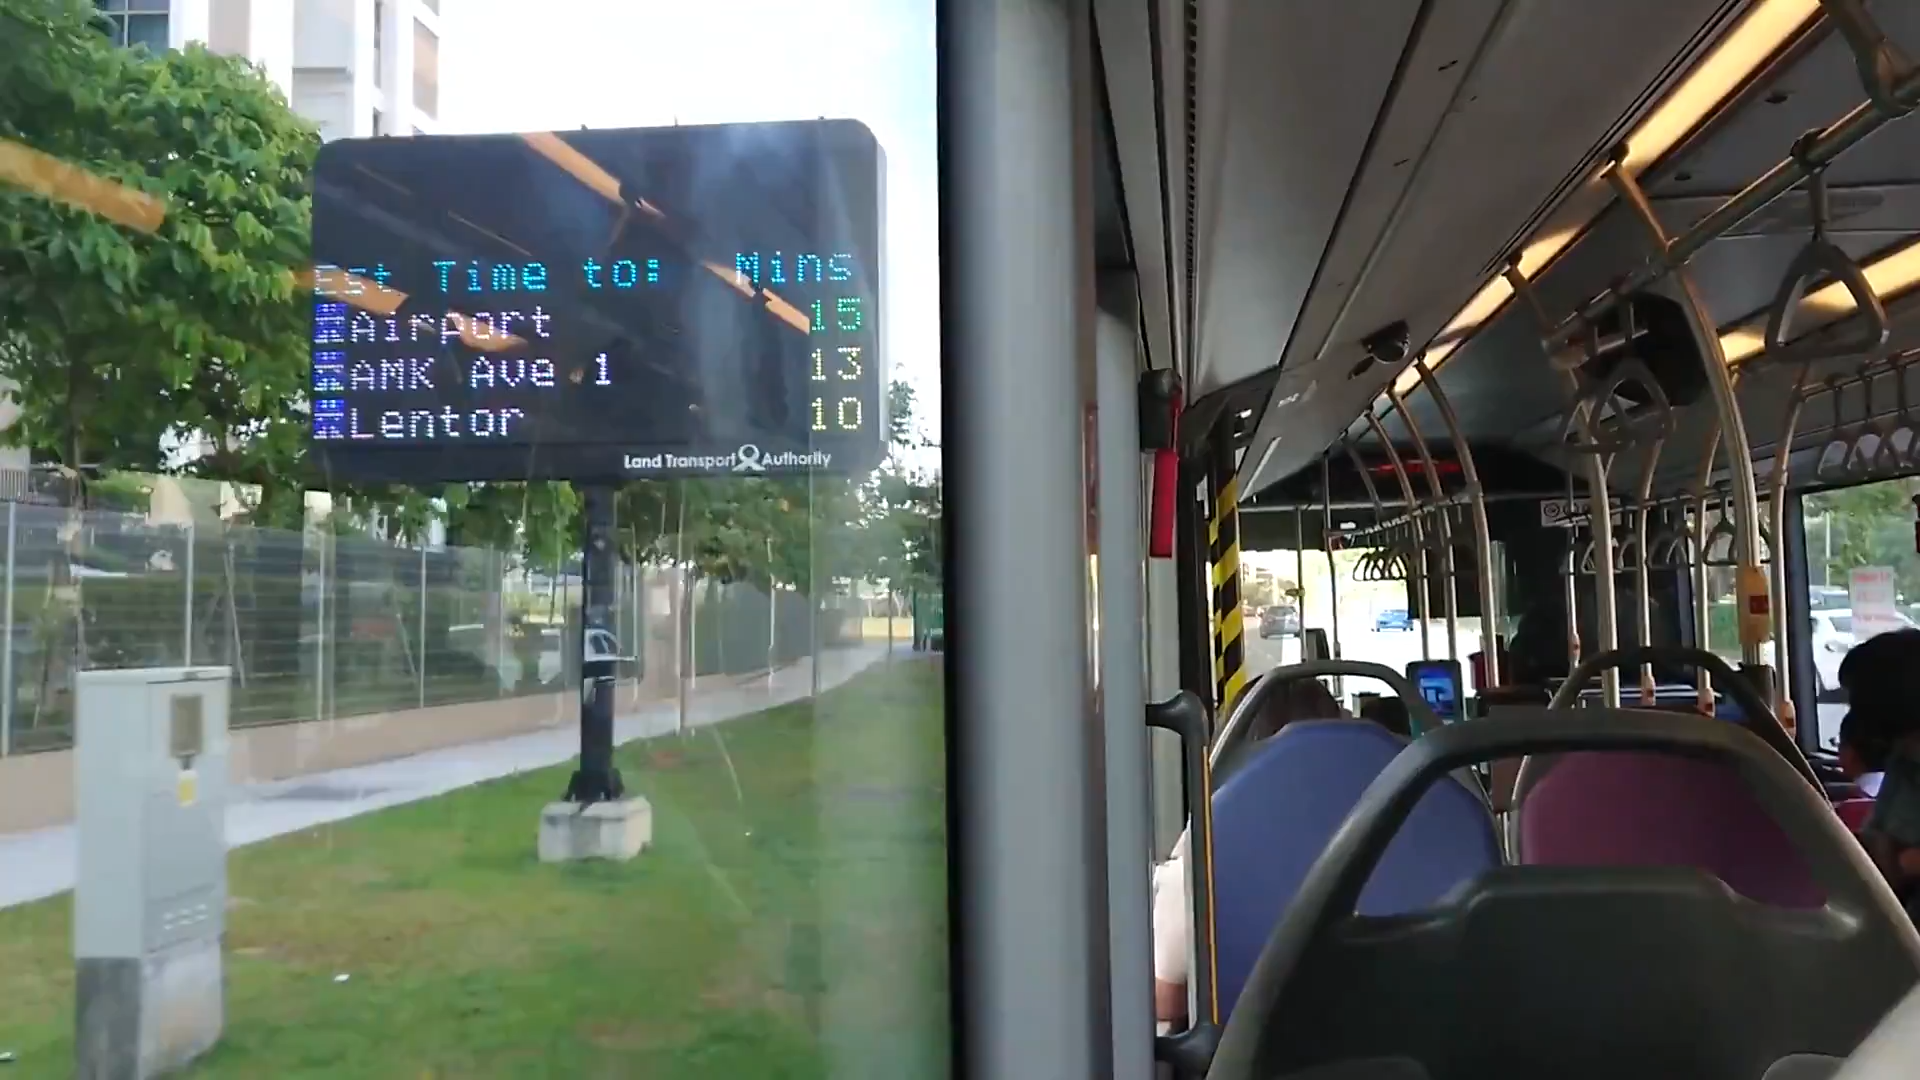 Est Time to: Mins
Airport 15
AMK Ave 1 13
Lentor 10
Land Transport Authority